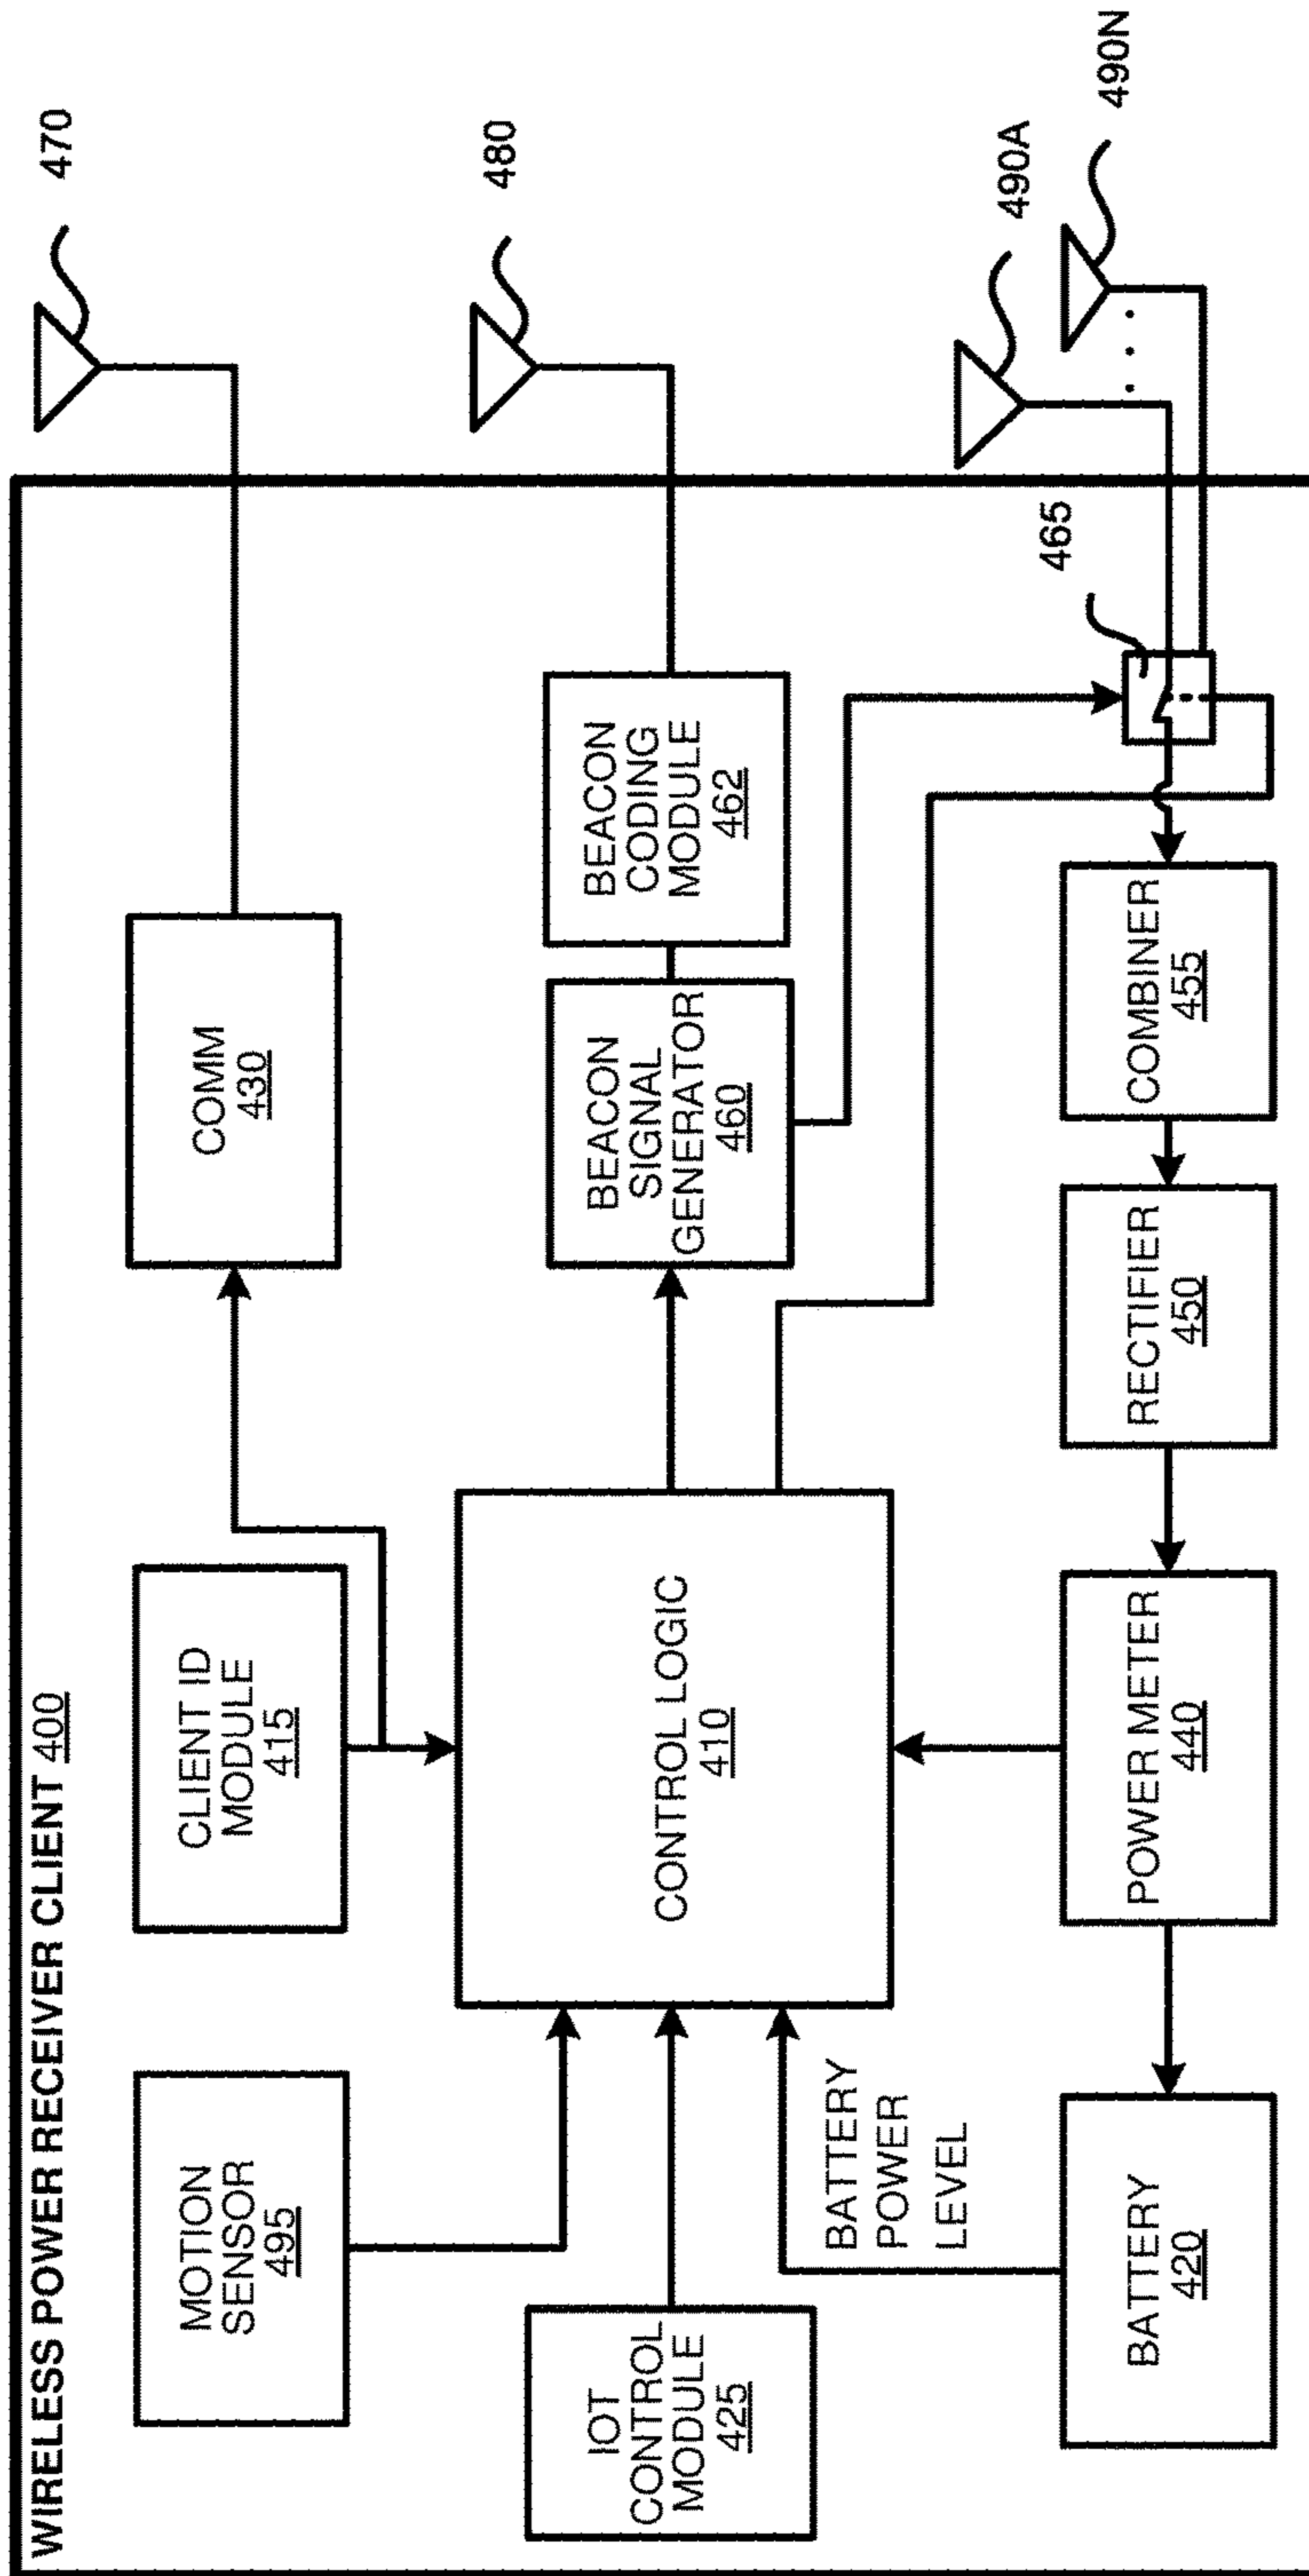 WIRELESS POWER RECEIVER CLIENT 400
MOTION
SENSOR
495
CLIENT ID
MODULE
415
COMM
430
470
IOT
CONTROL
MODULE
425
CONTROL LOGIC
410
BEACON
SIGNAL
GENERATOR
460
BEACON
CODING
MODULE
462
480
BATTERY
POWER
LEVEL
BATTERY
420
POWER METER
440
RECTIFIER
450
COMBINER
455
465
490A
490N